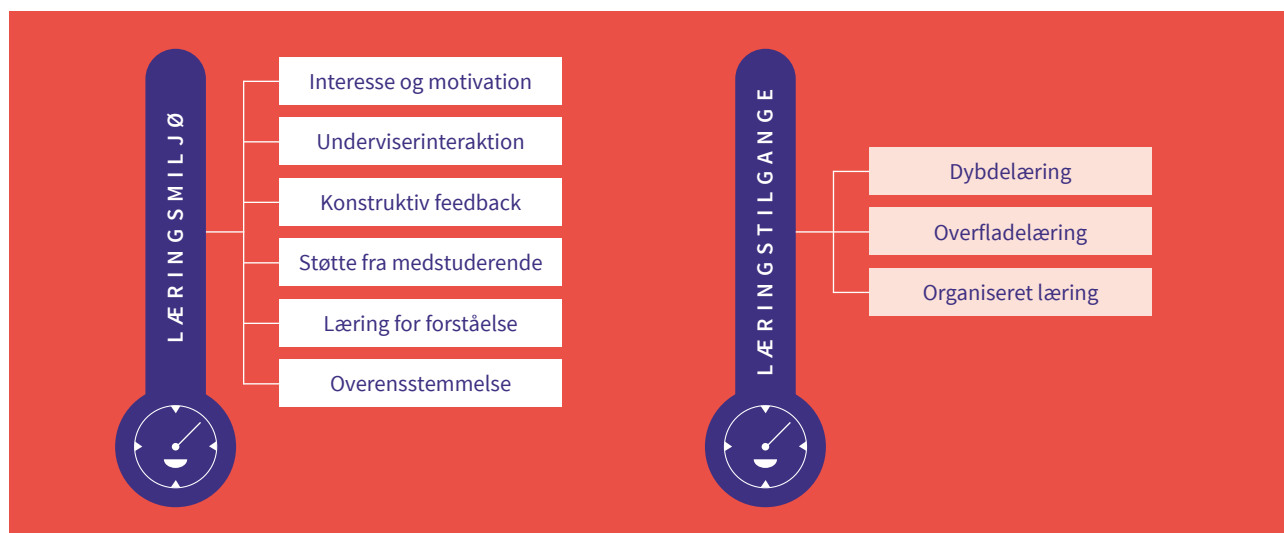 LÆRINGSMILJØ
Interesse og motivation
Underviserinteraktion
Konstruktiv feedback
Støtte fra medstuderende
Læring for forståelse
Overensstemmelse
LÆRINGSTILGANGE
Dybdelæring
Overfladelæring
Organiseret læring